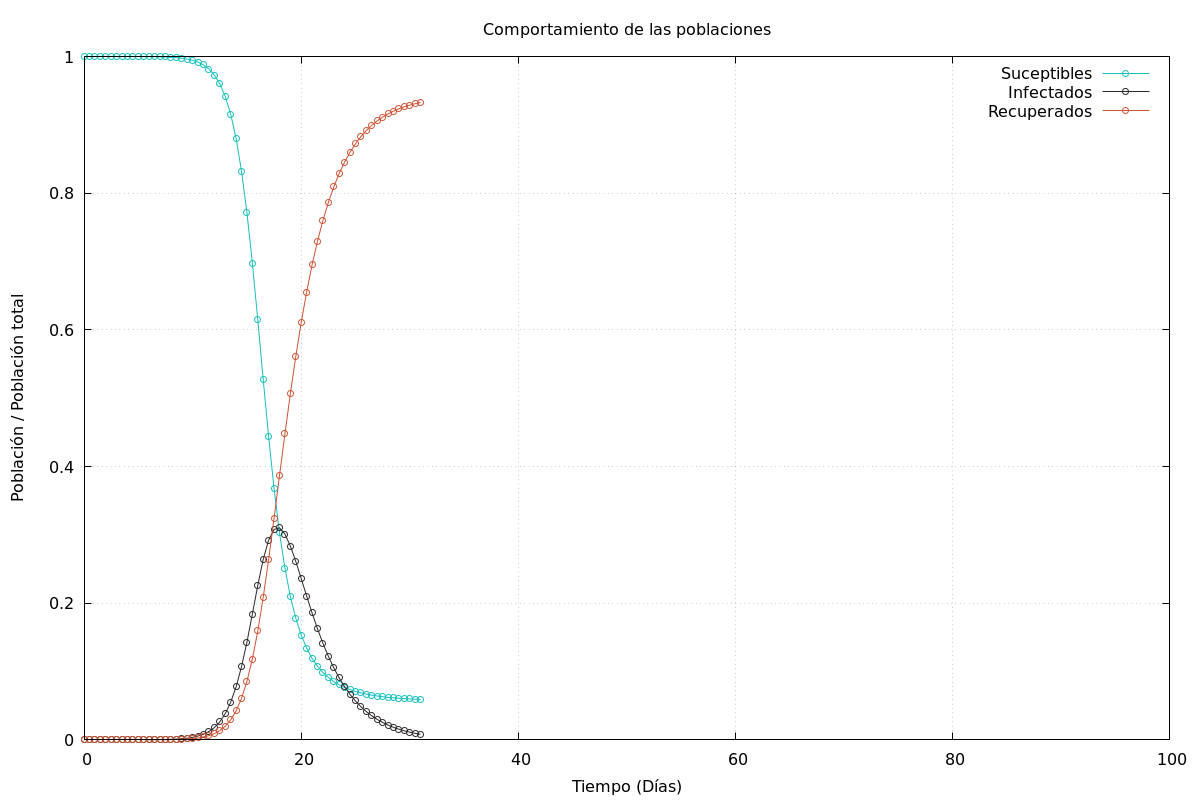 Comportamiento de las poblaciones
1
0.8
0.6
0.4
0.2
0
Población / Población total
Suceptibles
Infectados
Recuperados
0 20 40 60 80 100
Tiempo (Días)